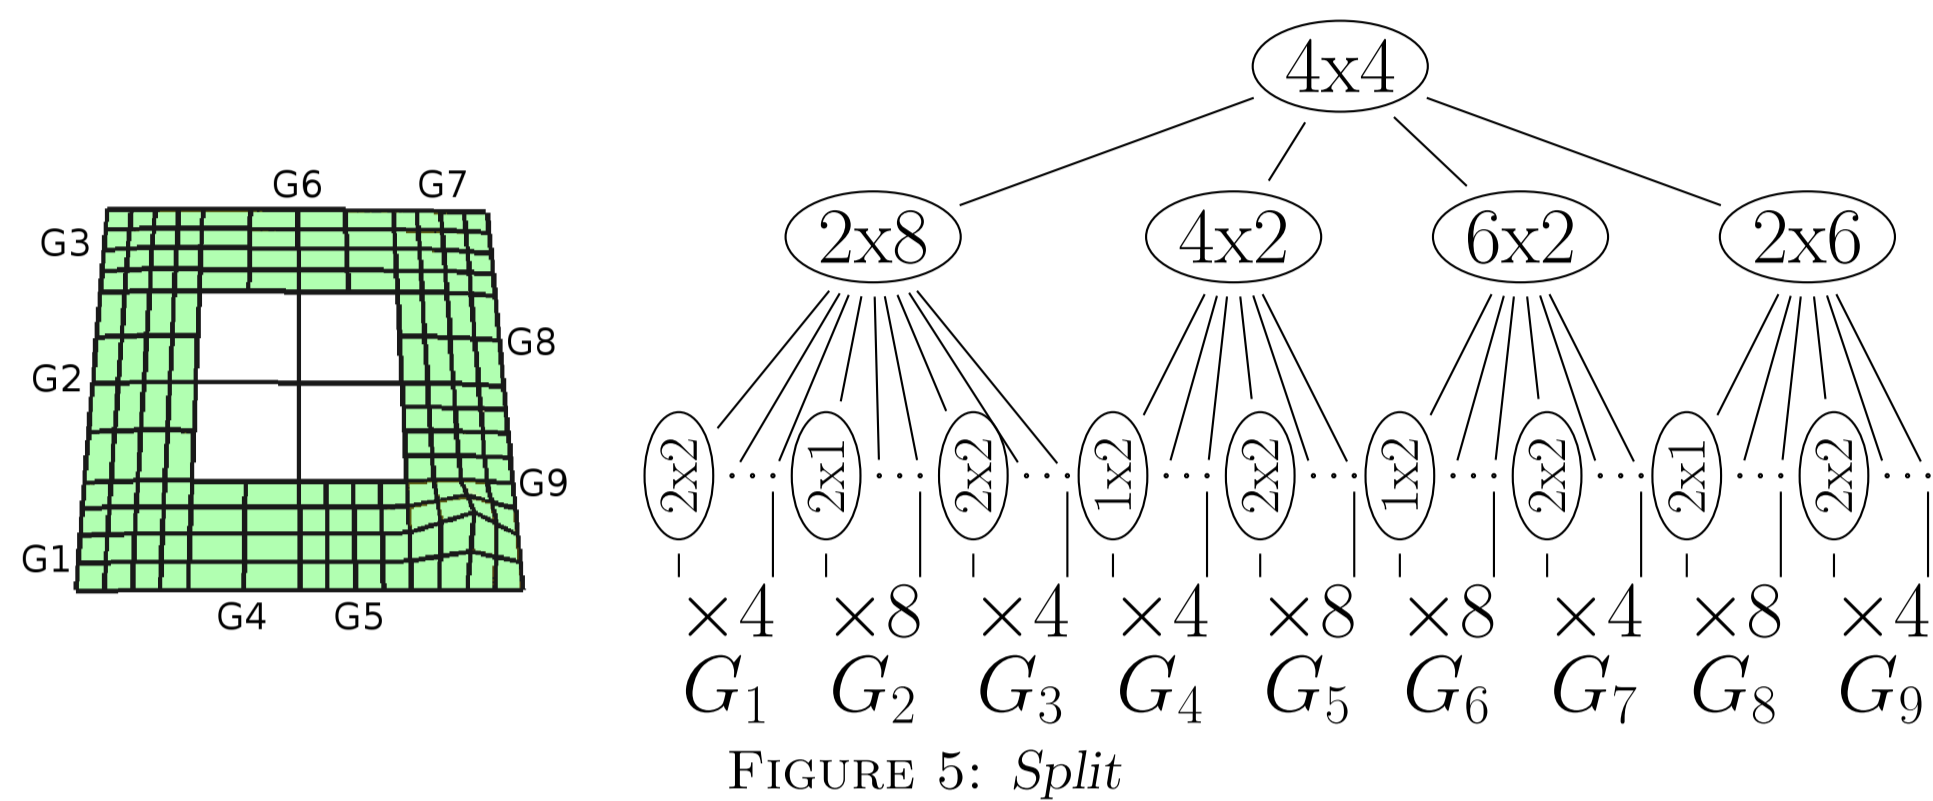 G6 G7
G3
G8
G2
G9
G1
G4 G5
4x4
2x8 4x2 6x2 2x6
2x2 ... 2x1 ... 2x2 ... 1x2 ... 2x2 ... 1x2 ... 2x2 ... 2x1 ... 2x2 ...
×4 ×8 ×4 ×4 ×8 ×8 ×4 ×8 ×4
G1 G2 G3 G4 G5 G6 G7 G8 G9
FIGURE 5: Split